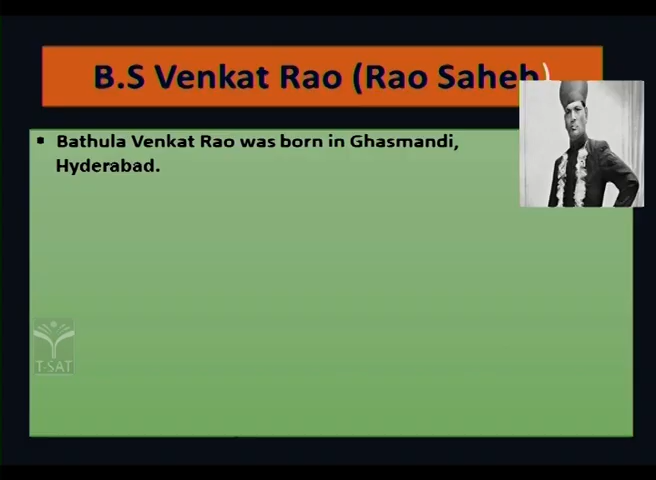 B.S Venkat Rao (Rao Saheb)
▪ Bathula Venkat Rao was born in Ghasmandi,
Hyderabad.
T-SAT